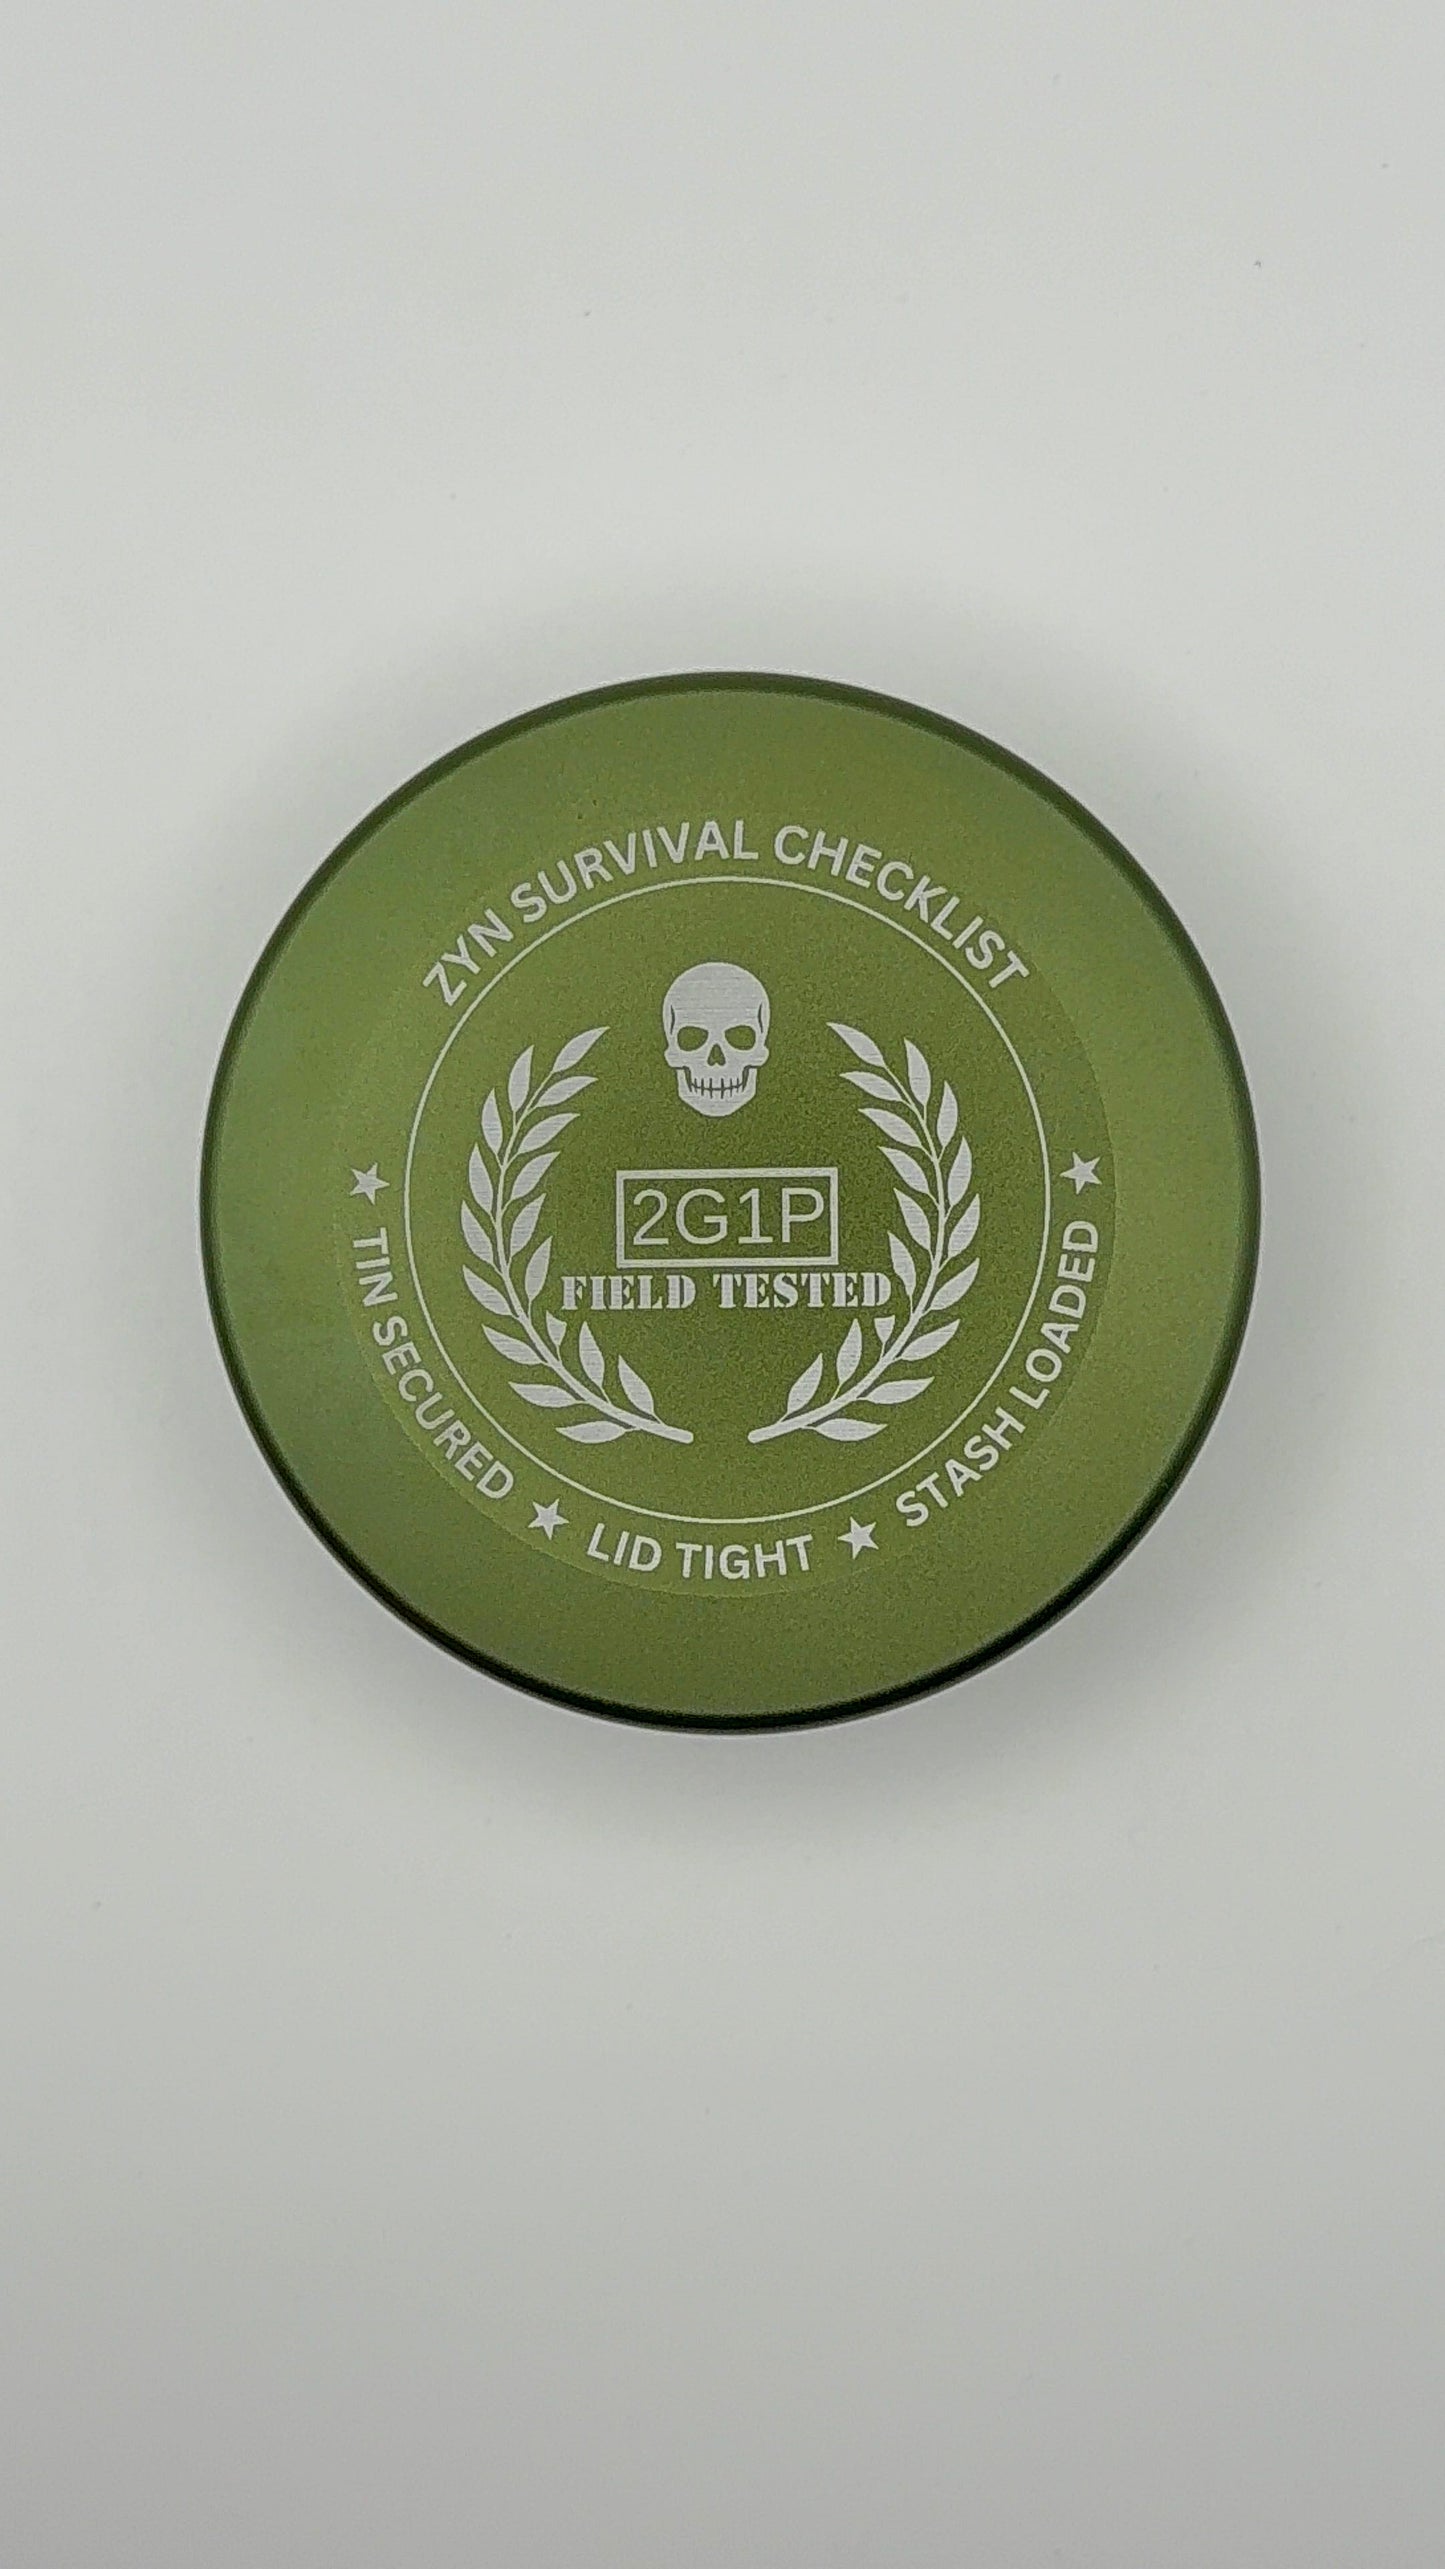 ZYN SURVIVAL CHECKLIST
2G1P
FIELD TESTED
★ TIN SECURED ★ LID TIGHT ★ STASH LOADED ★